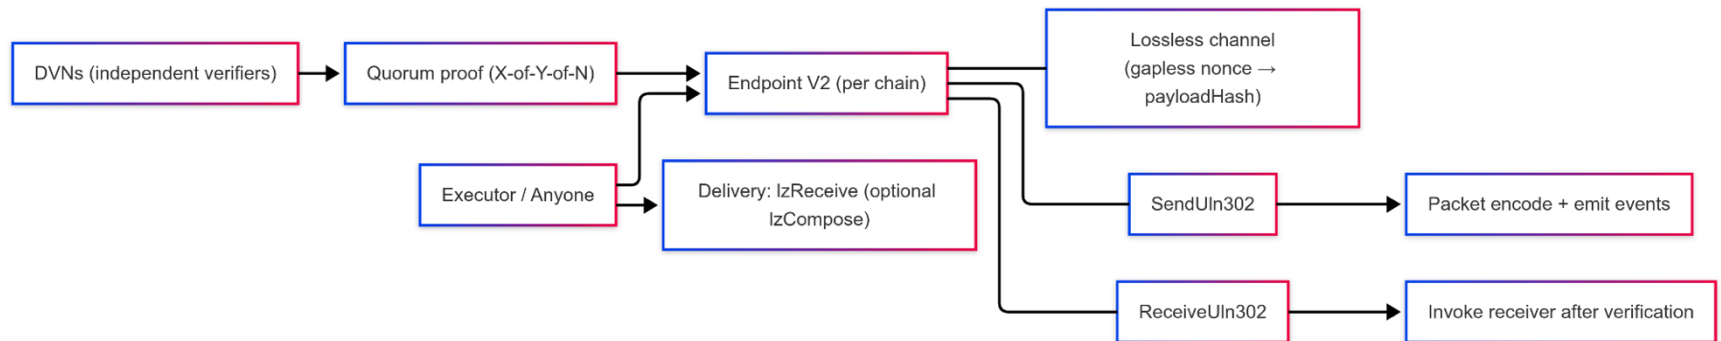 DVNs (independent verifiers)
Quorum proof (X-of-Y-of-N)
Endpoint V2 (per chain)
Lossless channel
(gapless nonce →
payloadHash)
Executor / Anyone
Delivery: lzReceive (optional
lzCompose)
SendUln302
Packet encode + emit events
ReceiveUln302
Invoke receiver after verification